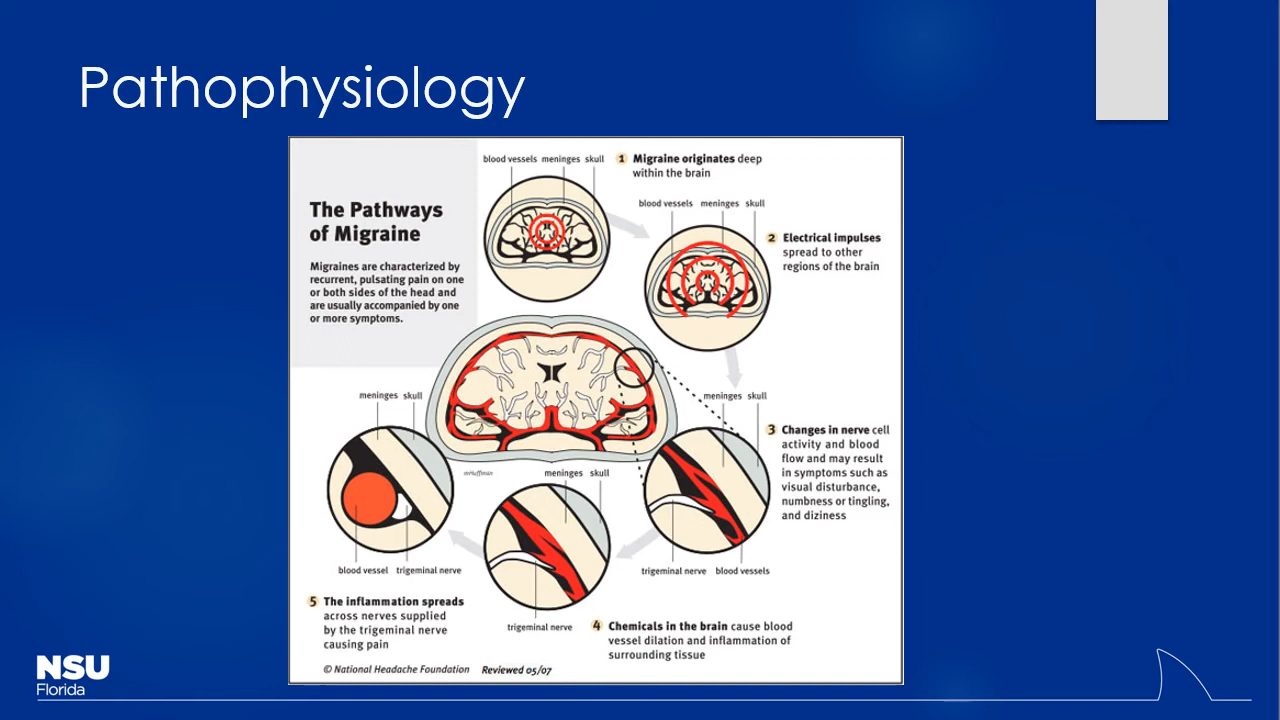 Pathophysiology
The Pathways
of Migraine
Migraines are characterized by
recurrent, pulsating pain on one
or both sides of the head and
are usually accompanied by one
or more symptoms.
blood vessels meninges skull
1 Migraine originates deep
within the brain
blood vessels meninges skull
2 Electrical impulses
spread to other
regions of the brain
meninges skull
3 Changes in nerve cell
activity and blood
flow and may result
in symptoms such as
visual disturbance,
numbness or tingling,
and diziness
trigeminal nerve blood vessels
meninges skull
trigeminal nerve
4 Chemicals in the brain cause blood
vessel dilation and inflammation of
surrounding tissue
meninges skull
blood vessel trigeminal nerve
5 The inflammation spreads
across nerves supplied
by the trigeminal nerve
causing pain
© National Headache Foundation Reviewed 05/07
NSU
Florida